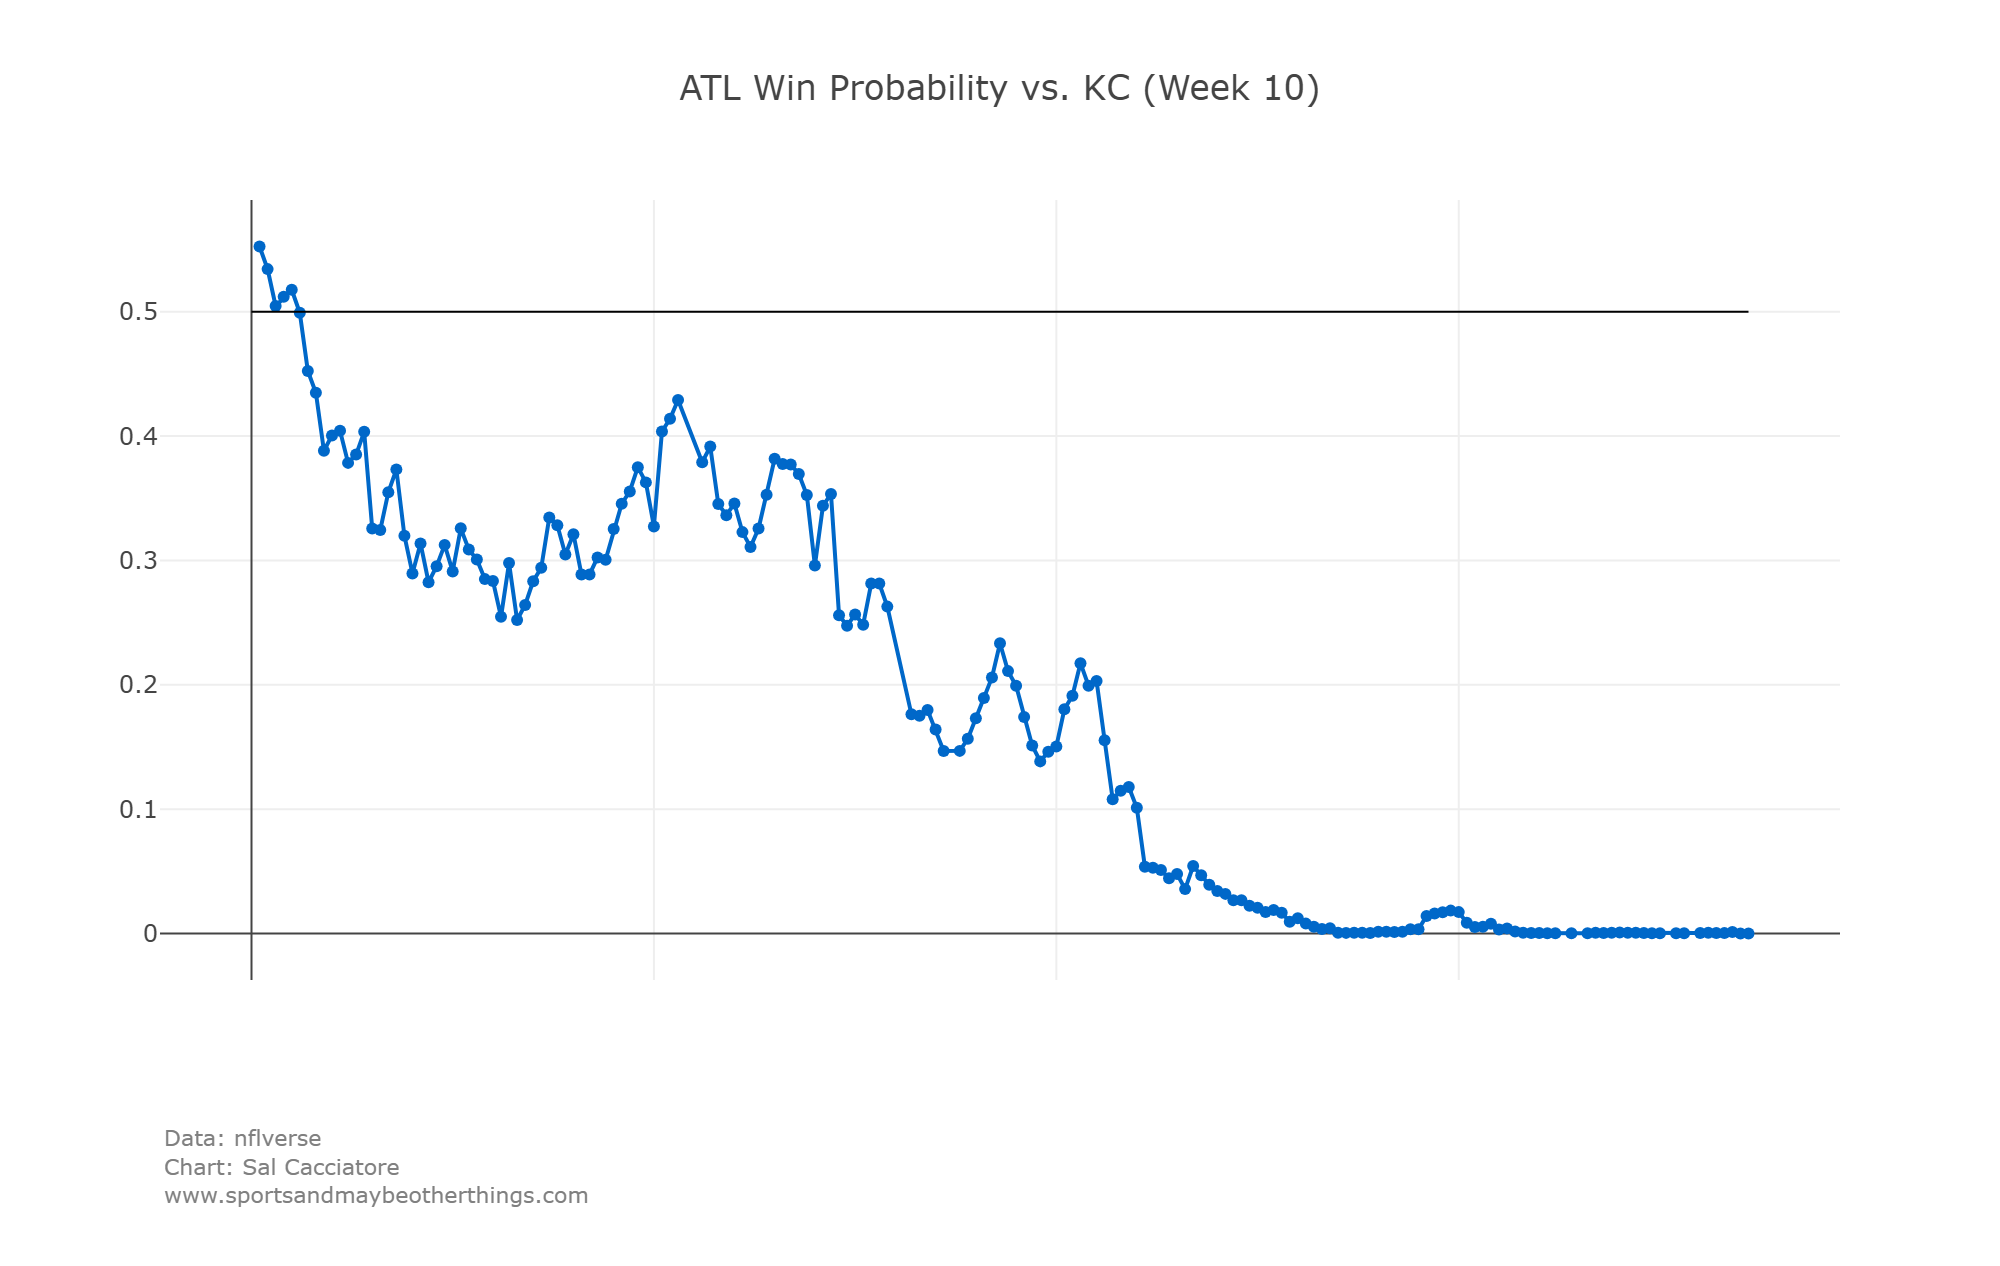 ATL Win Probability vs. KC (Week 10)
0.5
0.4
0.3
0.2
0.1
0
Data: nflverse
Chart: Sal Cacciatore
www.sportsandmaybeotherthings.com